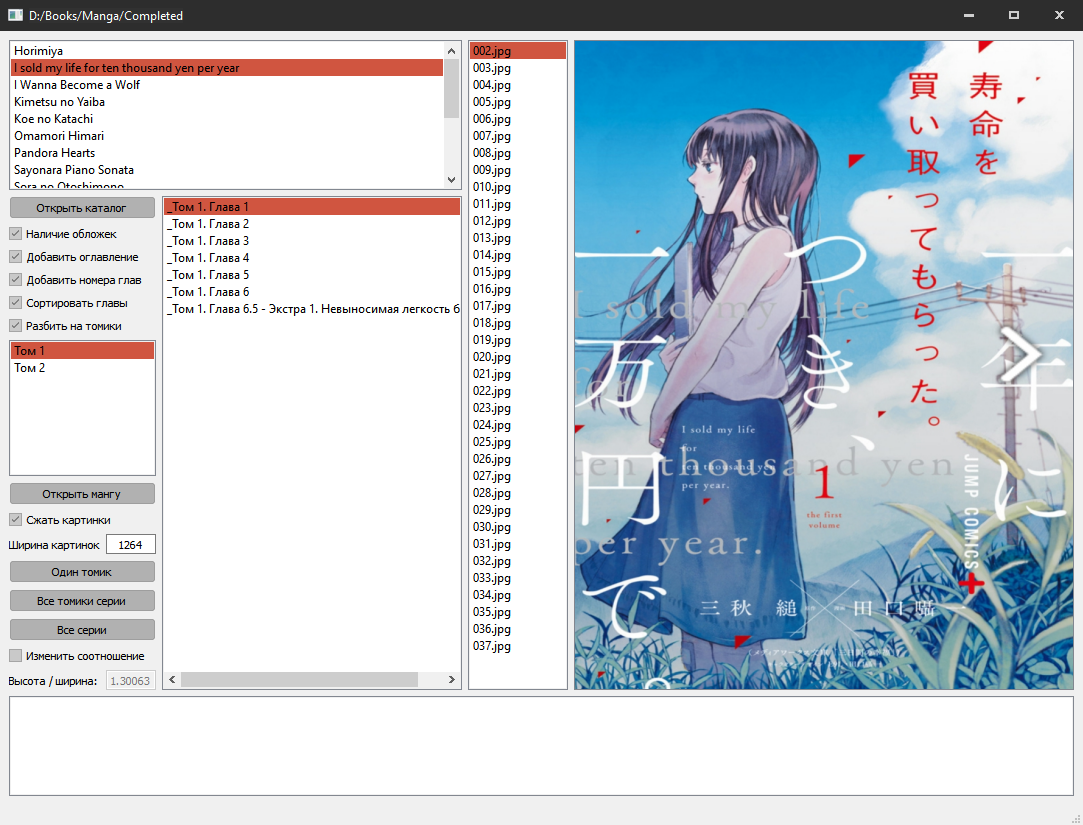 D:/Books/Manga/Completed
Horimiya
I sold my life for ten thousand yen per year
I Wanna Become a Wolf
Kimetsu no Yaiba
Koe no Katachi
Omamori Himari
Pandora Hearts
Sayonara Piano Sonata
Sora no Otoshimono
Открыть каталог
Наличие обложек
Добавить оглавление
Добавить номера глав
Сортировать главы
Разбить на томики
Том 1
Том 2
Открыть мангу
Сжать картинки
Ширина картинок 1264
Один томик
Все томики серии
Все серии
Изменить соотношение
Высота / ширина: 1.30063
_Том 1. Глава 1
_Том 1. Глава 2
_Том 1. Глава 3
_Том 1. Глава 4
_Том 1. Глава 5
_Том 1. Глава 6
_Том 1. Глава 6.5 - Экстра 1. Невыносимая легкость б
002.jpg
003.jpg
004.jpg
005.jpg
006.jpg
007.jpg
008.jpg
009.jpg
010.jpg
011.jpg
012.jpg
013.jpg
014.jpg
015.jpg
016.jpg
017.jpg
018.jpg
019.jpg
020.jpg
021.jpg
022.jpg
023.jpg
024.jpg
025.jpg
026.jpg
027.jpg
028.jpg
029.jpg
030.jpg
031.jpg
032.jpg
033.jpg
034.jpg
035.jpg
036.jpg
037.jpg
寿命を
買い取ってもらった。
一年に
つき、
一万円で。
I sold my life
for
ten thousand yen
per year.
I sold my life
for
ten thousand yen
per year.
1
the first
volume
JUMP COMICS+
三秋 縋
田口囁一